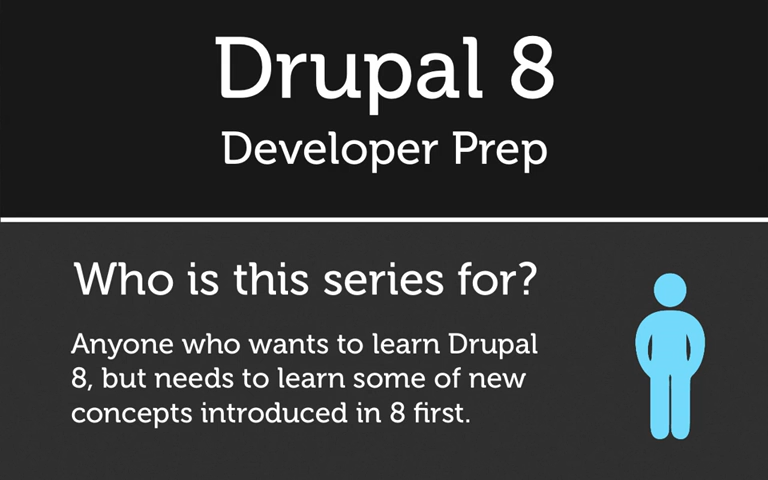 Drupal 8
Developer Prep
Who is this series for?
Anyone who wants to learn Drupal
8, but needs to learn some of new
concepts introduced in 8 first.